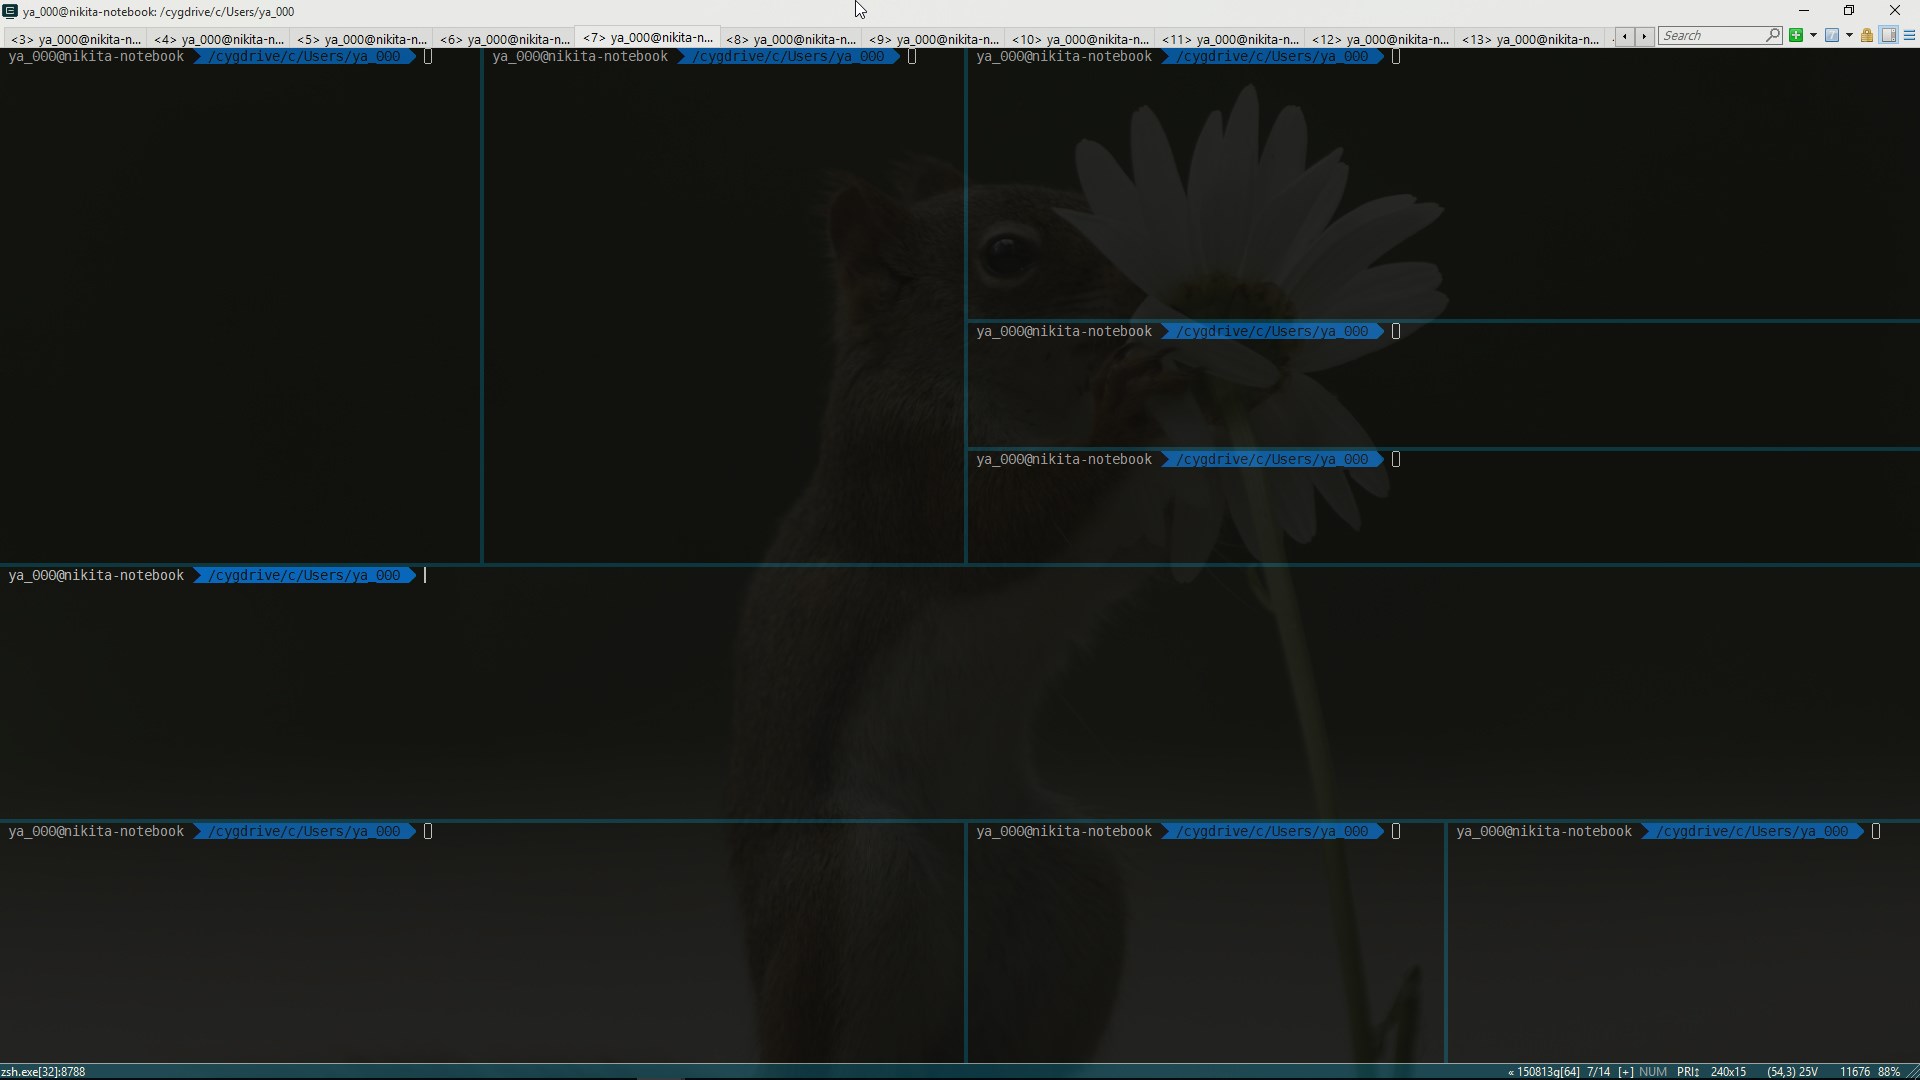 ya_000@nikita-notebook: /cygdrive/c/Users/ya_000
<3> ya_000@nikita-n... <4> ya_000@nikita-n... <5> ya_000@nikita-n... <6> ya_000@nikita-n... <7> ya_000@nikita-n... <8> ya_000@nikita-n... <9> ya_000@nikita-n... <10> ya_000@nikita-n... <11> ya_000@nikita-n... <12> ya_000@nikita-n... <13> ya_000@nikita-n... Search
ya_000@nikita-notebook /cygdrive/c/Users/ya_000
ya_000@nikita-notebook /cygdrive/c/Users/ya_000
ya_000@nikita-notebook /cygdrive/c/Users/ya_000
ya_000@nikita-notebook /cygdrive/c/Users/ya_000
ya_000@nikita-notebook /cygdrive/c/Users/ya_000
ya_000@nikita-notebook /cygdrive/c/Users/ya_000
ya_000@nikita-notebook /cygdrive/c/Users/ya_000
ya_000@nikita-notebook /cygdrive/c/Users/ya_000
ya_000@nikita-notebook /cygdrive/c/Users/ya_000
zsh.exe[32]:8788 « 150813g[64] 7/14 [+] NUM PRI↕ 240x15 (54,3) 25V 11676 88%